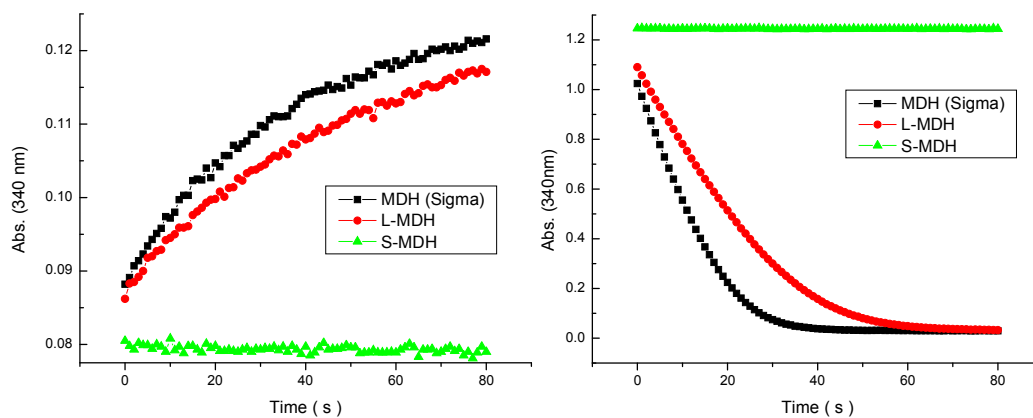 Abs. (340 nm)
0.12
0.11
0.10
0.09
0.08
MDH (Sigma)
L-MDH
S-MDH
0 20 40 60 80
Time ( s )
Abs. (340nm)
1.2
1.0
0.8
0.6
0.4
0.2
0.0
MDH (Sigma)
L-MDH
S-MDH
0 20 40 60 80
Time ( s )